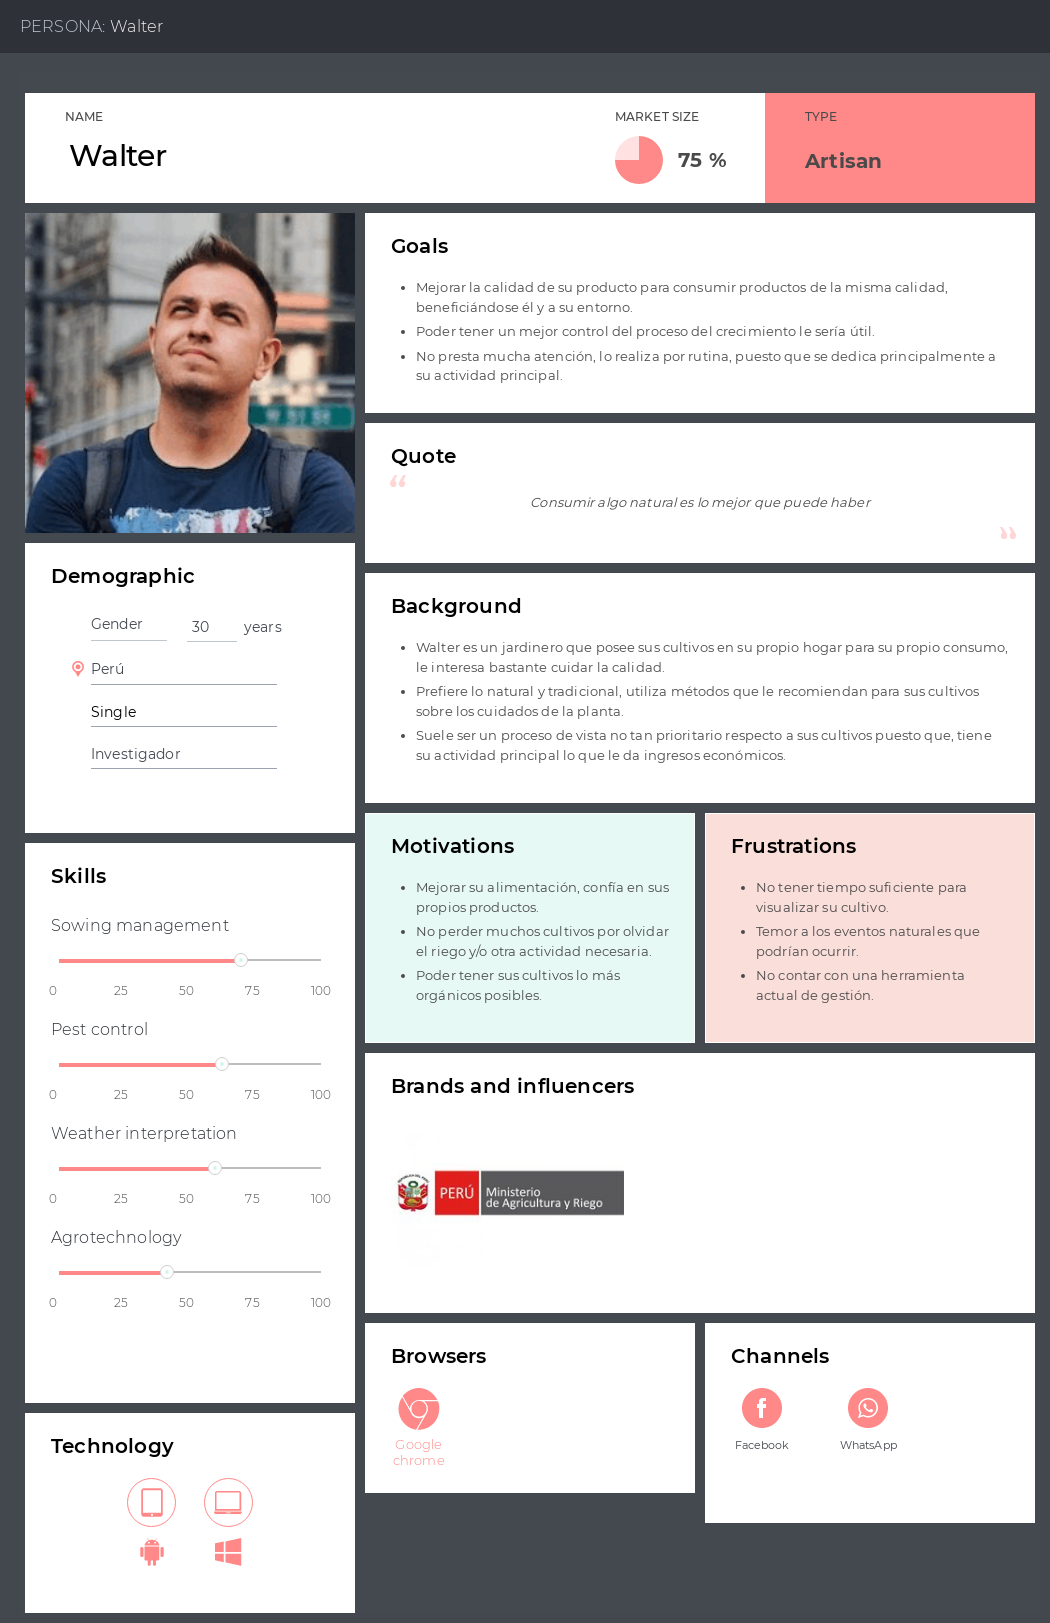 PERSONA: Walter
NAME
Walter
MARKET SIZE
75 %
TYPE
Artisan
Goals
Mejorar la calidad de su producto para consumir productos de la misma calidad,
beneficiándose él y a su entorno.
Poder tener un mejor control del proceso del crecimiento le sería útil.
No presta mucha atención, lo realiza por rutina, puesto que se dedica principalmente a
su actividad principal.
Quote
“
Consumir algo natural es lo mejor que puede haber
”
Demographic
Gender
30 years
Perú
Single
Investigador
Background
Walter es un jardinero que posee sus cultivos en su propio hogar para su propio consumo,
le interesa bastante cuidar la calidad.
Prefiere lo natural y tradicional, utiliza métodos que le recomiendan para sus cultivos
sobre los cuidados de la planta.
Suele ser un proceso de vista no tan prioritario respecto a sus cultivos puesto que, tiene
su actividad principal lo que le da ingresos económicos.
Skills
Sowing management
0 25 50 75 100
Pest control
0 25 50 75 100
Weather interpretation
0 25 50 75 100
Agrotechnology
0 25 50 75 100
Motivations
Mejorar su alimentación, confía en sus
propios productos.
No perder muchos cultivos por olvidar
el riego y/o otra actividad necesaria.
Poder tener sus cultivos lo más
orgánicos posibles.
Frustrations
No tener tiempo suficiente para
visualizar su cultivo.
Temor a los eventos naturales que
podrían ocurrir.
No contar con una herramienta
actual de gestión.
Brands and influencers
PERÚ
Ministerio
de Agricultura y Riego
Technology
Browsers
Google
chrome
Channels
Facebook
WhatsApp